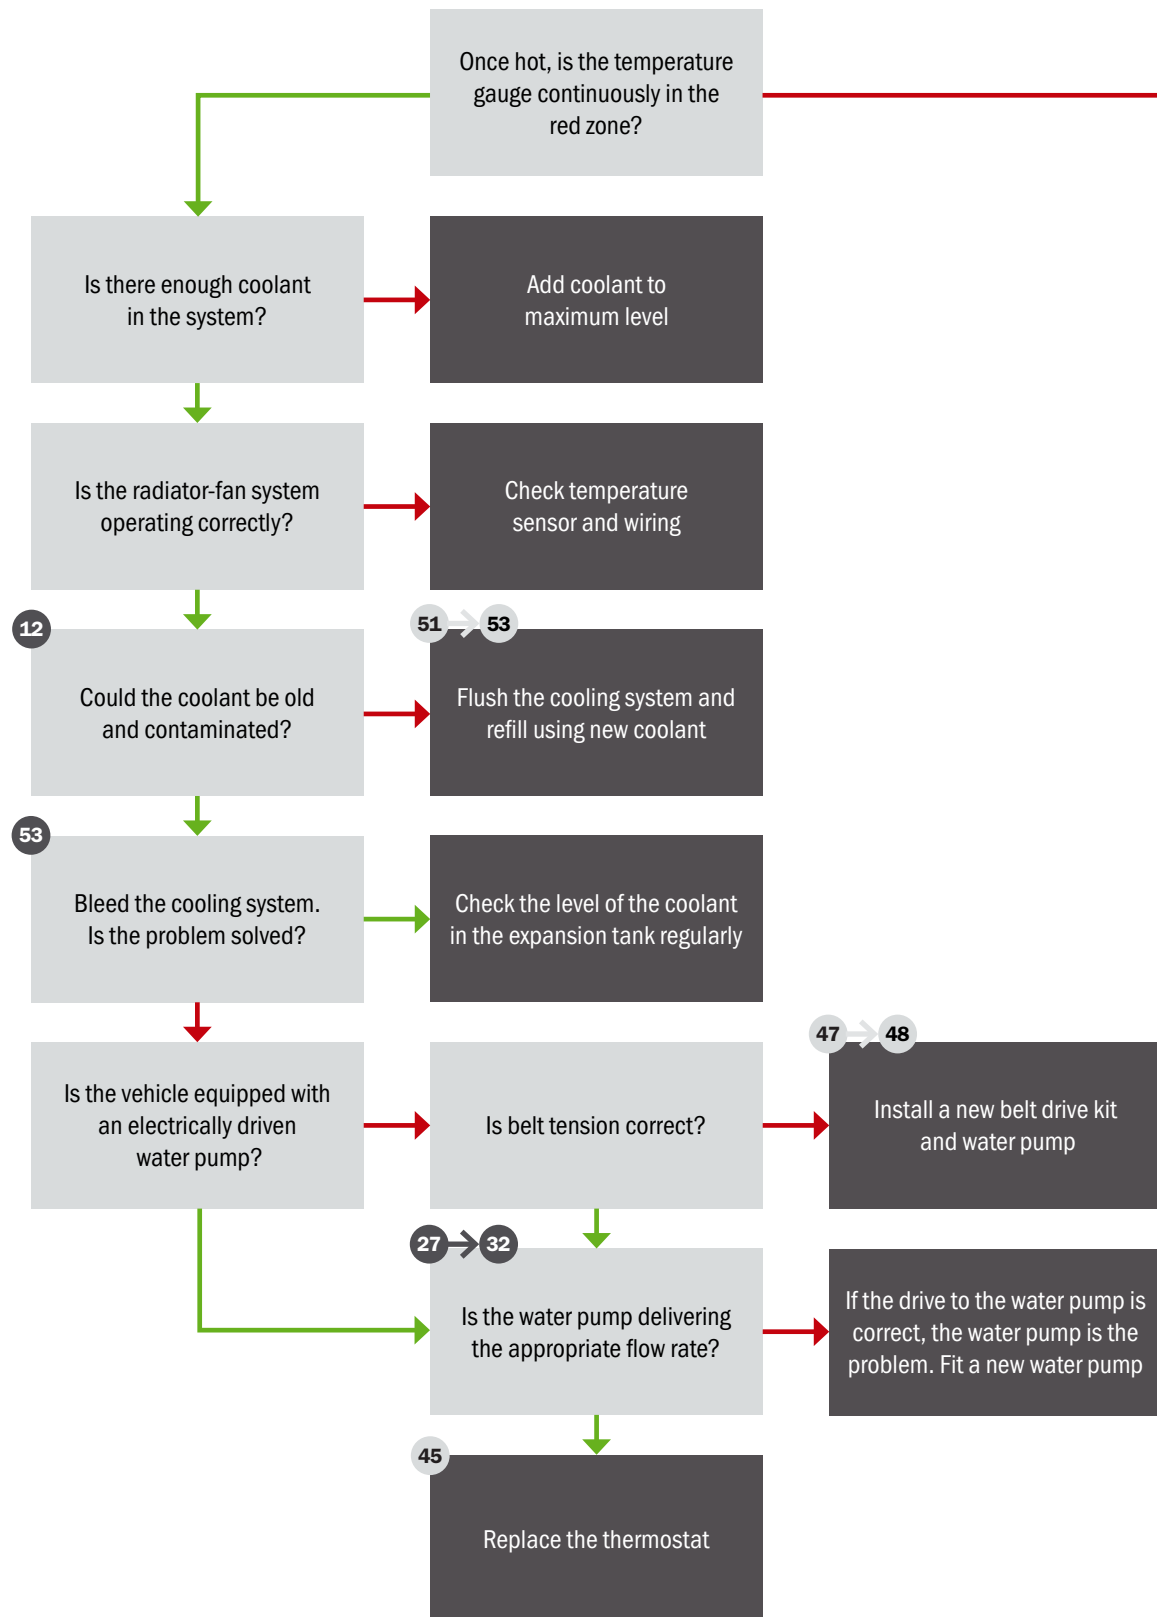 Once hot, is the temperature
gauge continuously in the
red zone?
Is there enough coolant
in the system?
Add coolant to
maximum level
Is the radiator-fan system
operating correctly?
Check temperature
sensor and wiring
12
Could the coolant be old
and contaminated?
51
53
Flush the cooling system and
refill using new coolant
53
Bleed the cooling system.
Is the problem solved?
Check the level of the coolant
in the expansion tank regularly
Is the vehicle equipped with
an electrically driven
water pump?
Is belt tension correct?
47
48
Install a new belt drive kit
and water pump
27
32
Is the water pump delivering
the appropriate flow rate?
If the drive to the water pump is
correct, the water pump is the
problem. Fit a new water pump
45
Replace the thermostat